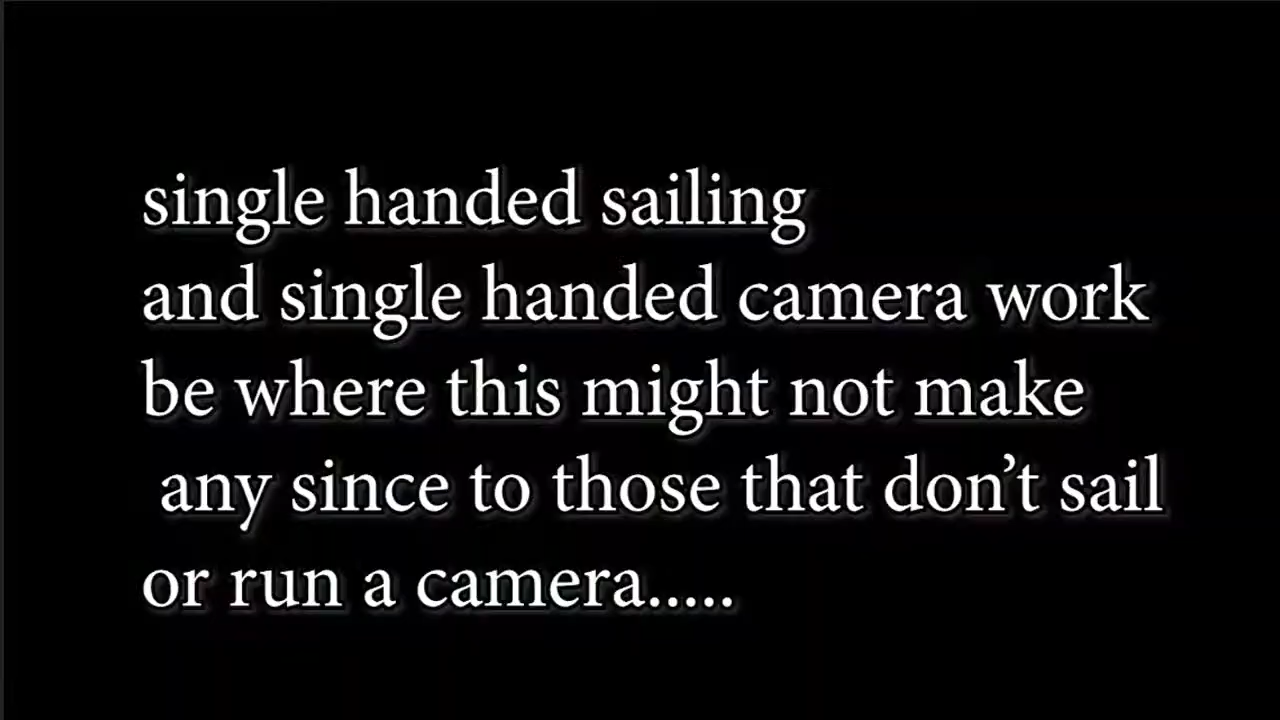 single handed sailing
and single handed camera work
be where this might not make
any since to those that don’t sail
or run a camera.....